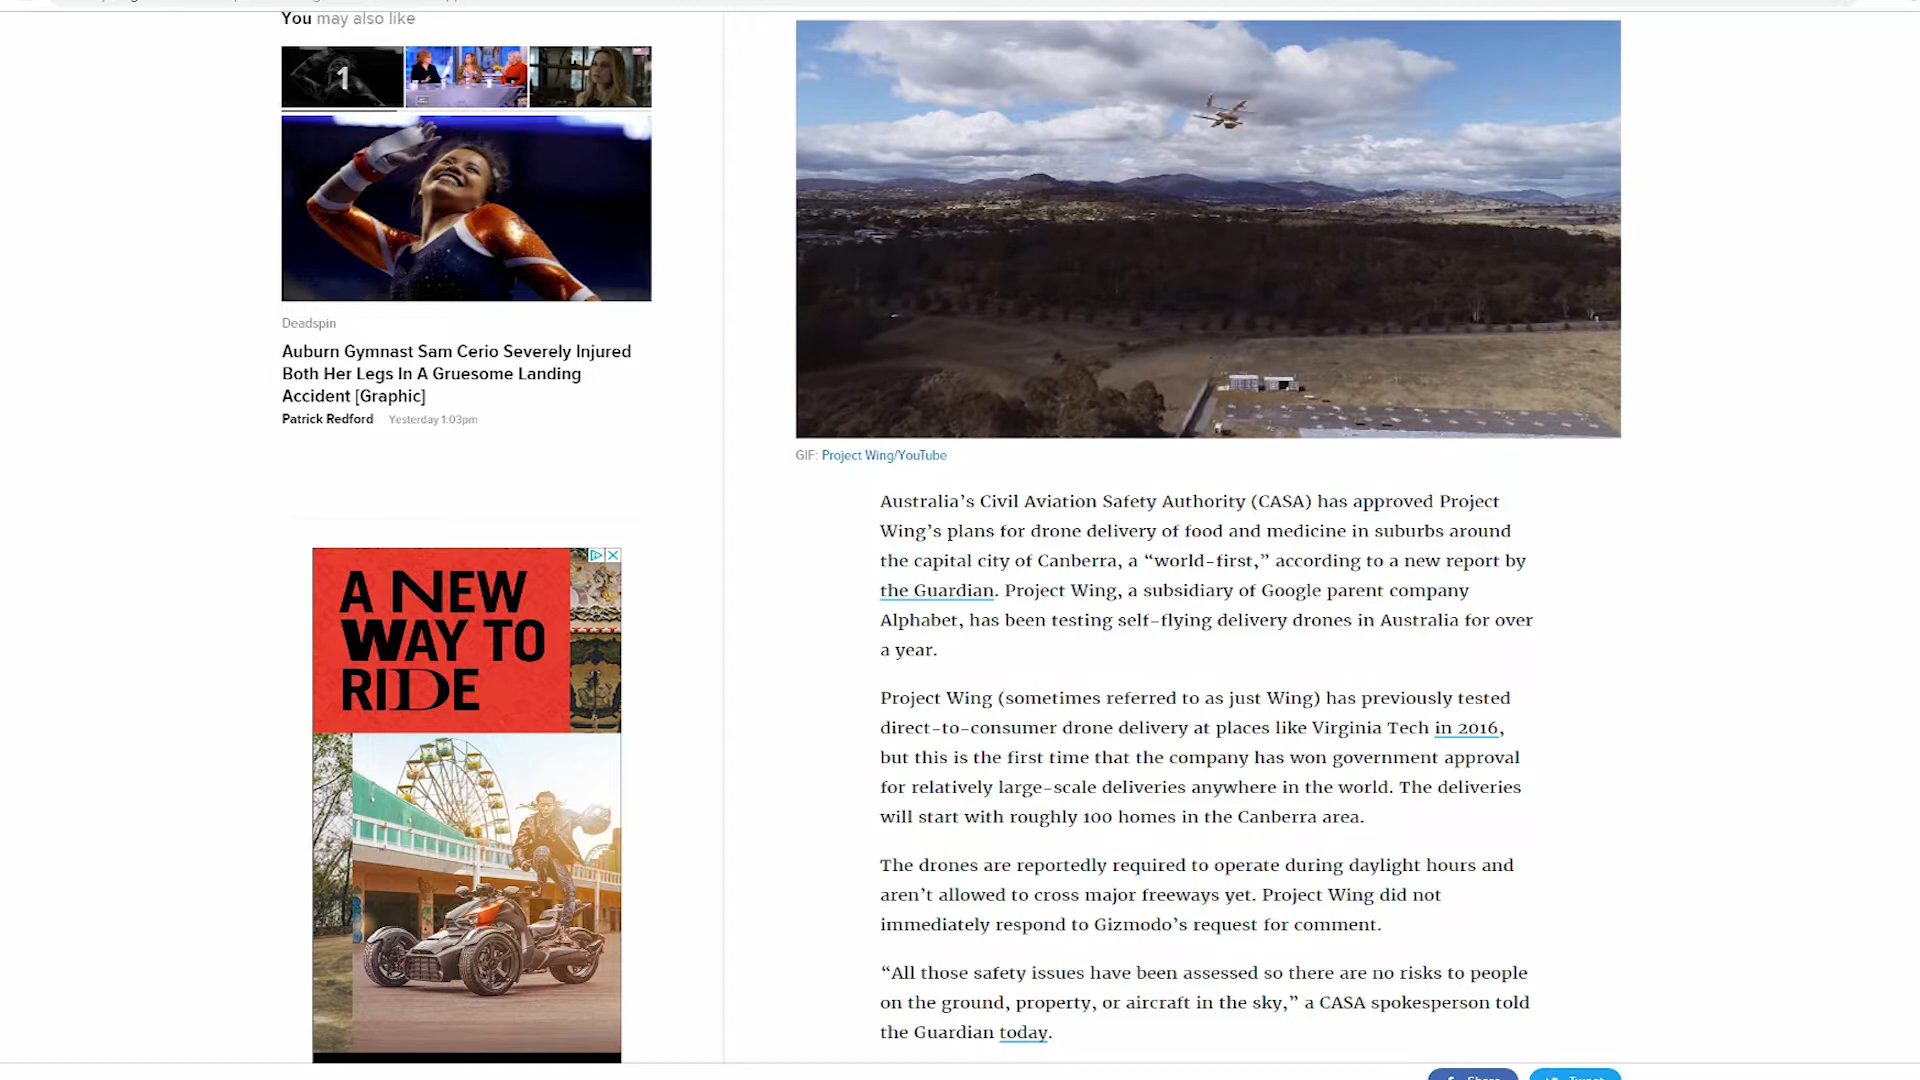 You may also like
1
Deadspin
Auburn Gymnast Sam Cerio Severely Injured
Both Her Legs In A Gruesome Landing
Accident [Graphic]
Patrick Redford Yesterday 1:03pm
A NEW
WAY TO
RIDE
GIF: Project Wing/YouTube
Australia’s Civil Aviation Safety Authority (CASA) has approved Project
Wing’s plans for drone delivery of food and medicine in suburbs around
the capital city of Canberra, a “world-first,” according to a new report by
the Guardian. Project Wing, a subsidiary of Google parent company
Alphabet, has been testing self-flying delivery drones in Australia for over
a year.
Project Wing (sometimes referred to as just Wing) has previously tested
direct-to-consumer drone delivery at places like Virginia Tech in 2016,
but this is the first time that the company has won government approval
for relatively large-scale deliveries anywhere in the world. The deliveries
will start with roughly 100 homes in the Canberra area.
The drones are reportedly required to operate during daylight hours and
aren’t allowed to cross major freeways yet. Project Wing did not
immediately respond to Gizmodo’s request for comment.
“All those safety issues have been assessed so there are no risks to people
on the ground, property, or aircraft in the sky,” a CASA spokesperson told
the Guardian today.